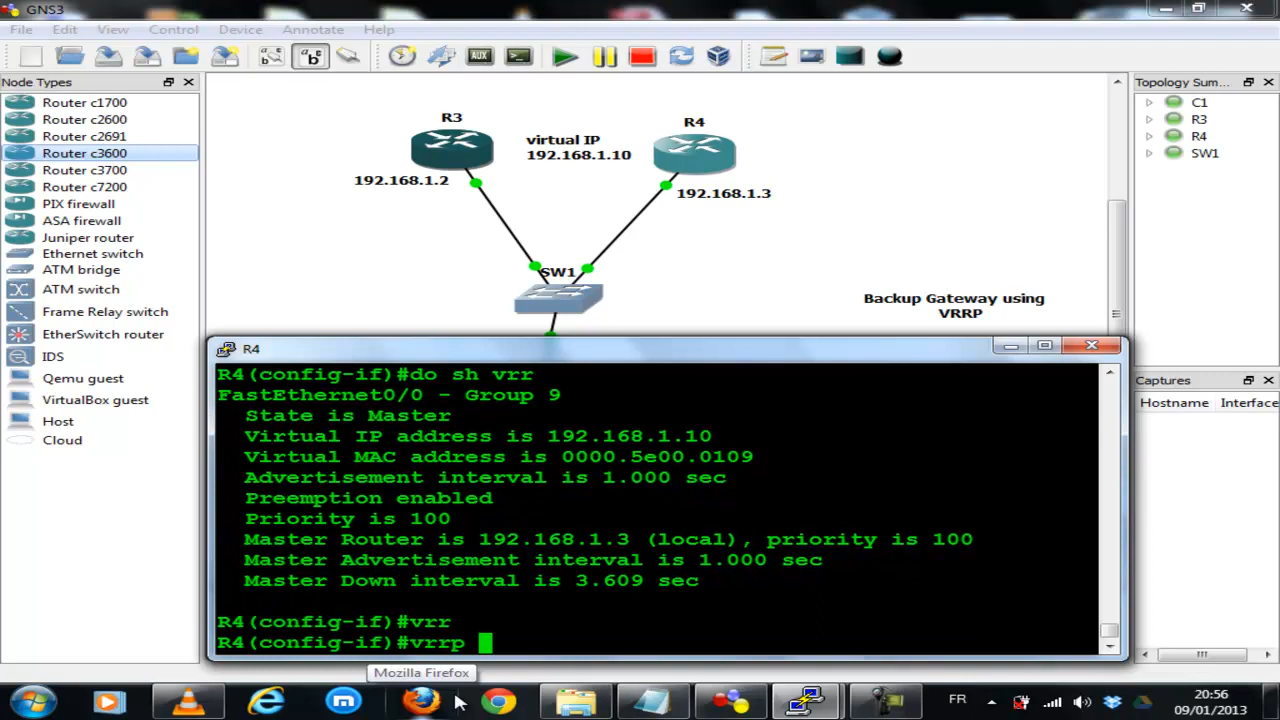 GNS3
File Edit View Control Device Annotate Help
AUX
Node Types
Router c1700
Router c2600
Router c2691
Router c3600
Router c3700
Router c7200
PIX firewall
ASA firewall
Juniper router
Ethernet switch
ATM bridge
ATM switch
Frame Relay switch
EtherSwitch router
IDS
Qemu guest
VirtualBox guest
Host
Cloud
R3
virtual IP
192.168.1.10
R4
192.168.1.2
192.168.1.3
SW1
Backup Gateway using
VRRP
Topology Sum...
C1
R3
R4
SW1
Captures
Hostname Interface
R4
R4(config-if)#do sh vrr
FastEthernet0/0 - Group 9
State is Master
Virtual IP address is 192.168.1.10
Virtual MAC address is 0000.5e00.0109
Advertisement interval is 1.000 sec
Preemption enabled
Priority is 100
Master Router is 192.168.1.3 (local), priority is 100
Master Advertisement interval is 1.000 sec
Master Down interval is 3.609 sec
R4(config-if)#vrr
R4(config-if)#vrrp
Mozilla Firefox
FR
20:56
09/01/2013